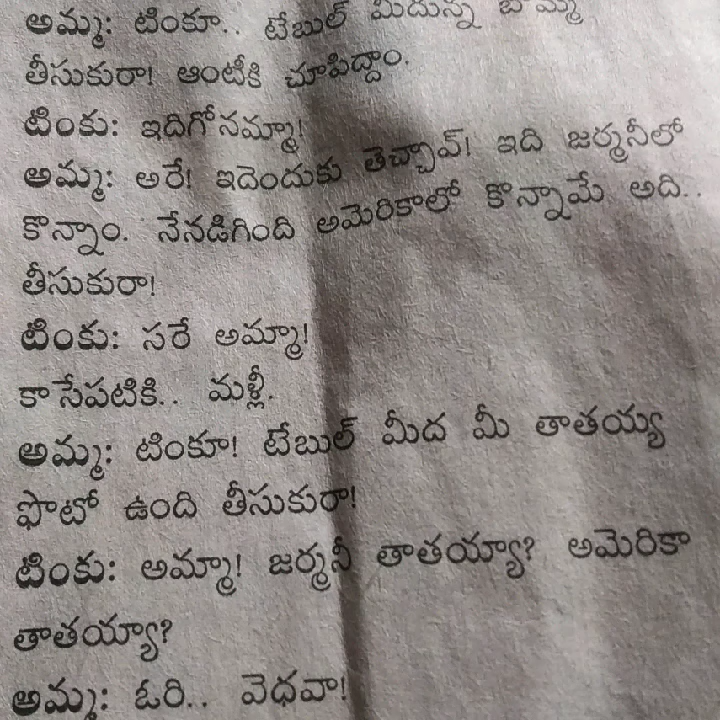 అమ్మ: టింకూ.. టేబుల్ మీదున్న బొమ్మ
తీసుకురా! ఆంటీకి చూపిద్దాం.
టింకు: ఇదిగోనమ్మా!
అమ్మ: అరే! ఇదెందుకు తెచ్చావ్! ఇది జర్మనీలో
కొన్నాం. నేనడిగింది అమెరికాలో కొన్నామే అది..
తీసుకురా!
టింకు: సరే అమ్మా!
కాసేపటికి.. మళ్లీ.
అమ్మ: టింకూ! టేబుల్ మీద మీ తాతయ్య
ఫొటో ఉంది తీసుకురా!
టింకు: అమ్మా! జర్మనీ తాతయ్యా? అమెరికా
తాతయ్యా?
అమ్మ: ఓరి.. వెధవా!